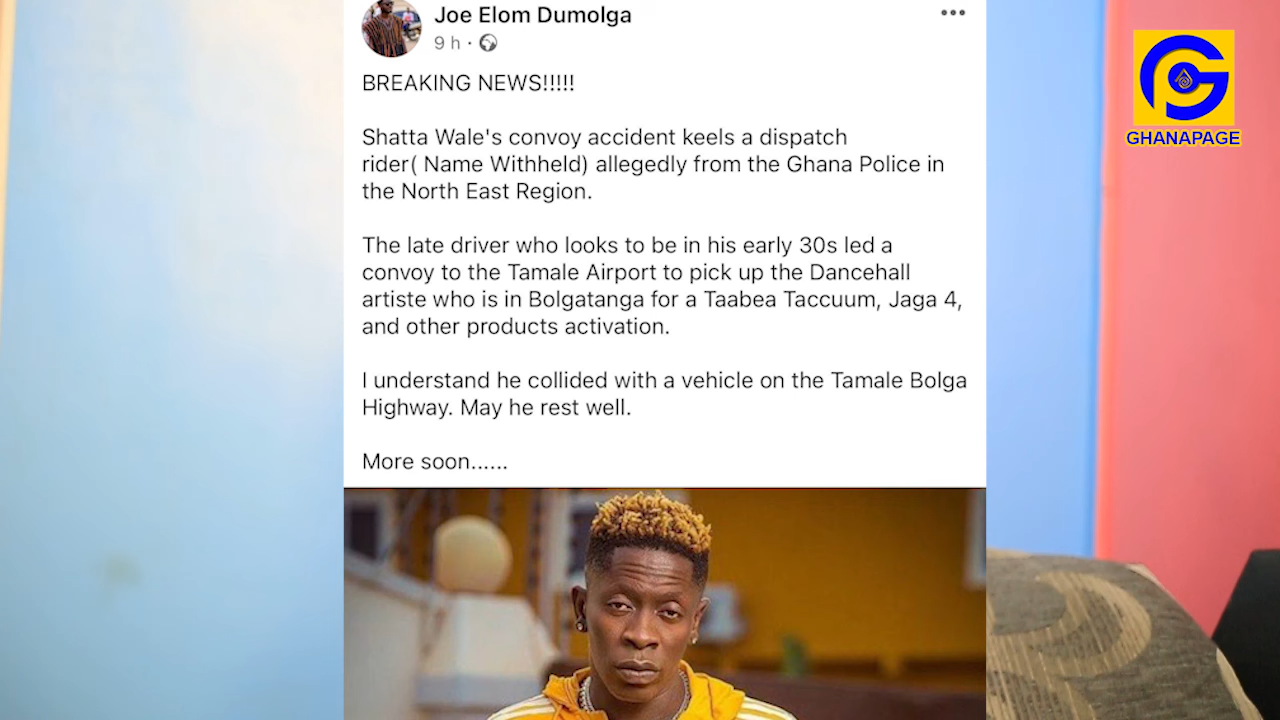 Joe Elom Dumolga
9 h ·
BREAKING NEWS!!!!!
Shatta Wale's convoy accident keels a dispatch
rider( Name Withheld) allegedly from the Ghana Police in
the North East Region.
The late driver who looks to be in his early 30s led a
convoy to the Tamale Airport to pick up the Dancehall
artiste who is in Bolgatanga for a Taabea Taccuum, Jaga 4,
and other products activation.
I understand he collided with a vehicle on the Tamale Bolga
Highway. May he rest well.
More soon......
GHANAPAGE